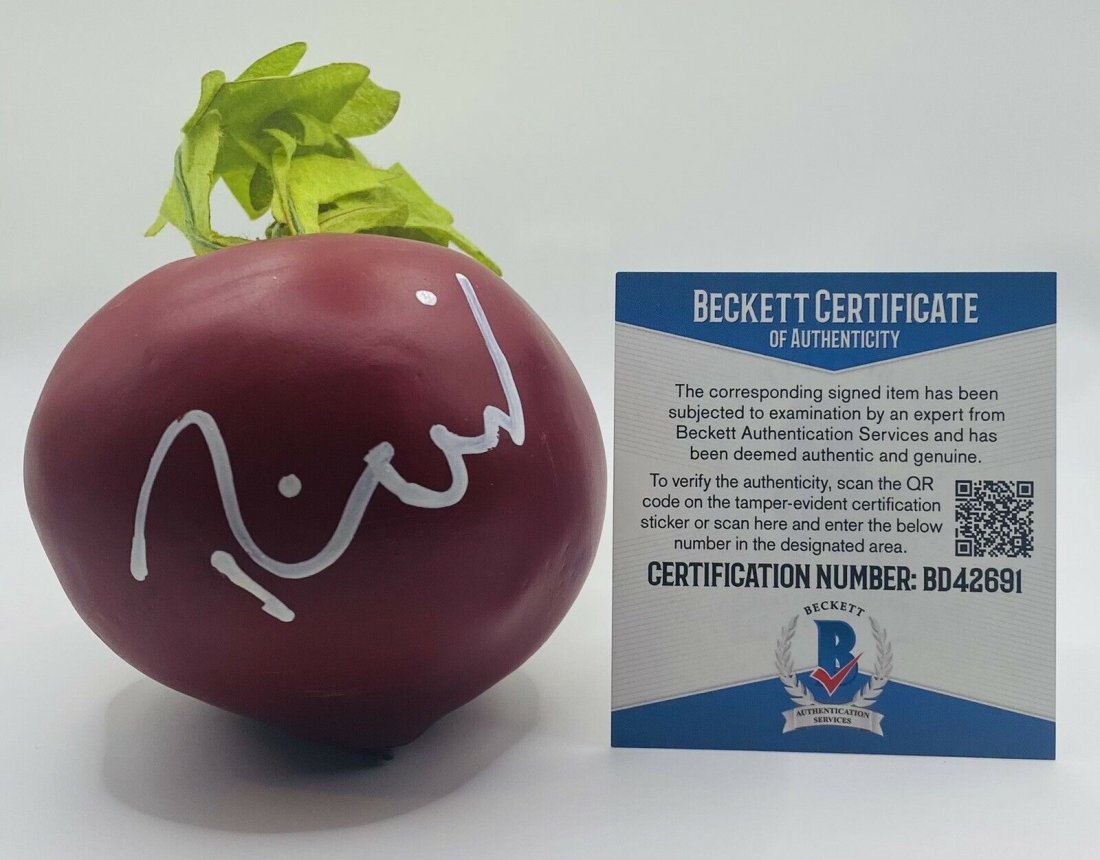 BECKETT CERTIFICATE
OF AUTHENTICITY
The corresponding signed item has been
subjected to examination by an expert from
Beckett Authentication Services and has
been deemed authentic and genuine.
To verify the authenticity, scan the QR
code on the tamper-evident certification
sticker or scan here and enter the below
number in the designated area.
CERTIFICATION NUMBER: BD42691
BECKETT
B
AUTHENTICATION
SERVICES